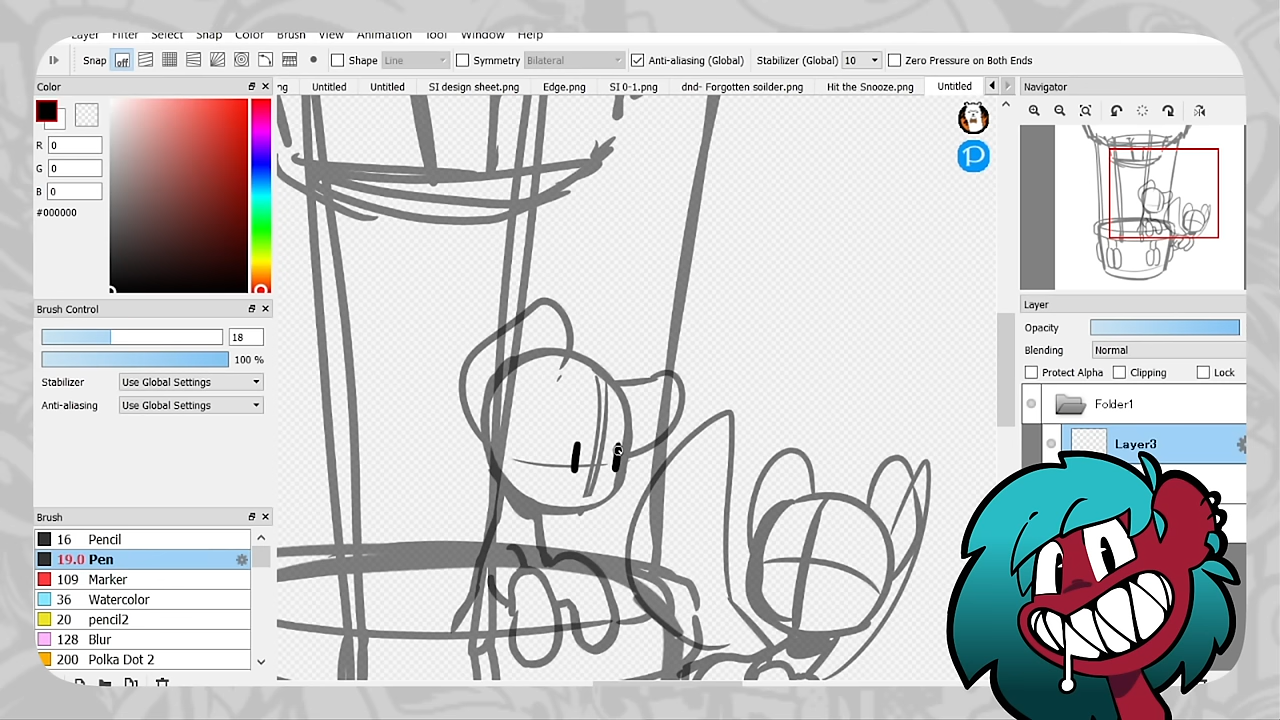 Layer Filter Select Snap Color Brush View Animation Tool Window Help
Snap off Shape Line Symmetry Bilateral Anti-aliasing (Global) Stabilizer (Global) 10 Zero Pressure on Both Ends
Color
ng Untitled Untitled SI design sheet.png Edge.png SI 0-1.png dnd- Forgotten soilder.png Hit the Snooze.png Untitled
Navigator
R 0
G 0
B 0
#000000
Brush Control
18
100 %
Stabilizer Use Global Settings
Anti-aliasing Use Global Settings
Layer
Opacity
Blending Normal
Protect Alpha Clipping Lock
Folder1
Layer3
Brush
16 Pencil
19.0 Pen
109 Marker
36 Watercolor
20 pencil2
128 Blur
200 Polka Dot 2